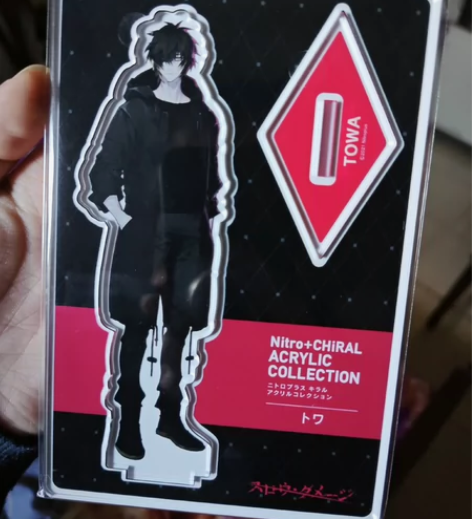 TOWA
Nitro+CHiRAL
ACRYLIC
COLLECTION
ニトロプラス キラル
アクリルコレクション
トワ
スロウ・ダメージ